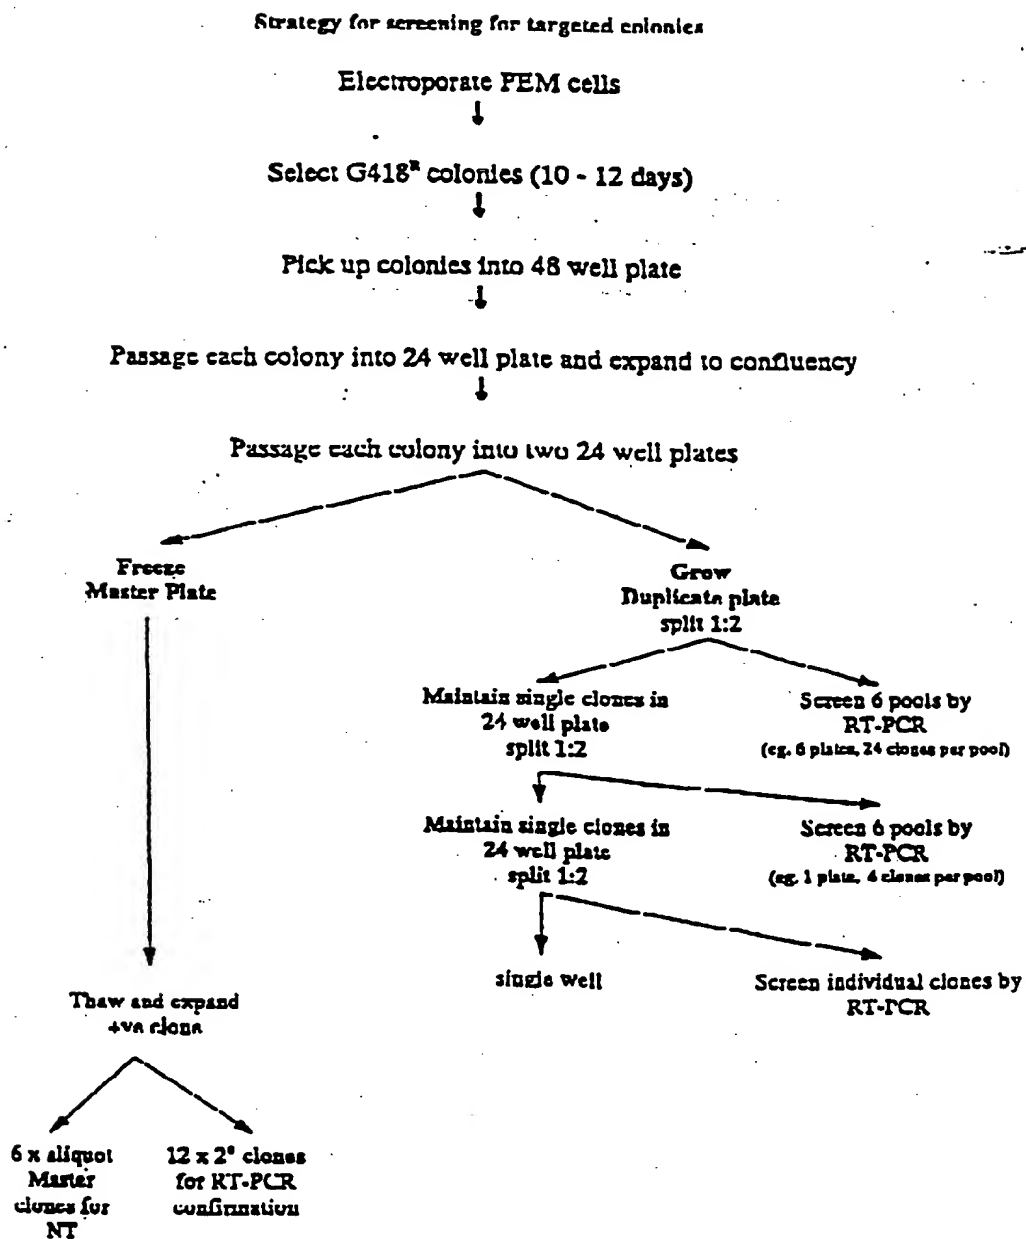 Strategy for screening for targeted colonies
Electroporate PEM cells
Select G418ᴿ colonies (10 - 12 days)
Pick up colonies into 48 well plate
Passage each colony into 24 well plate and expand to confluency
Passage each colony into two 24 well plates
Freeze
Master Plate
Grow
Duplicate plate
split 1:2
Maintain single clones in
24 well plate
split 1:2
Screen 6 pools by
RT-PCR
(eg. 6 plates, 24 clones per pool)
Maintain single clones in
24 well plate
split 1:2
Screen 6 pools by
RT-PCR
(eg. 1 plate, 4 clones per pool)
single well
Screen individual clones by
RT-PCR
Thaw and expand
+ve clone
6 x aliquot
Master
clones for
NT
12 x 2° clones
for RT-PCR
confirmation